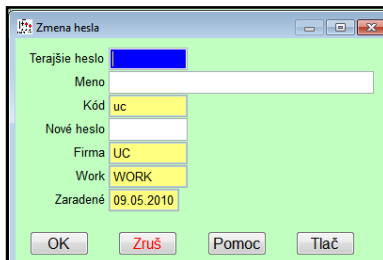 Zmena hesla
Terajšie heslo
Meno
Kód uc
Nové heslo
Firma UC
Work WORK
Zaradené 09.05.2010
OK Zruš Pomoc Tlač